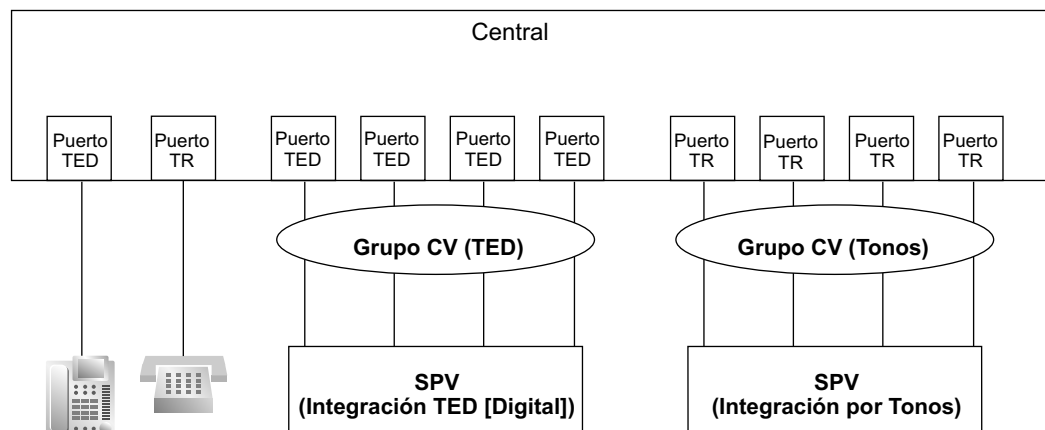 Central
Puerto
TED
Puerto
TR
Puerto
TED
Puerto
TED
Puerto
TED
Puerto
TED
Puerto
TR
Puerto
TR
Puerto
TR
Puerto
TR
Grupo CV (TED)
Grupo CV (Tonos)
SPV
(Integración TED [Digital])
SPV
(Integración por Tonos)